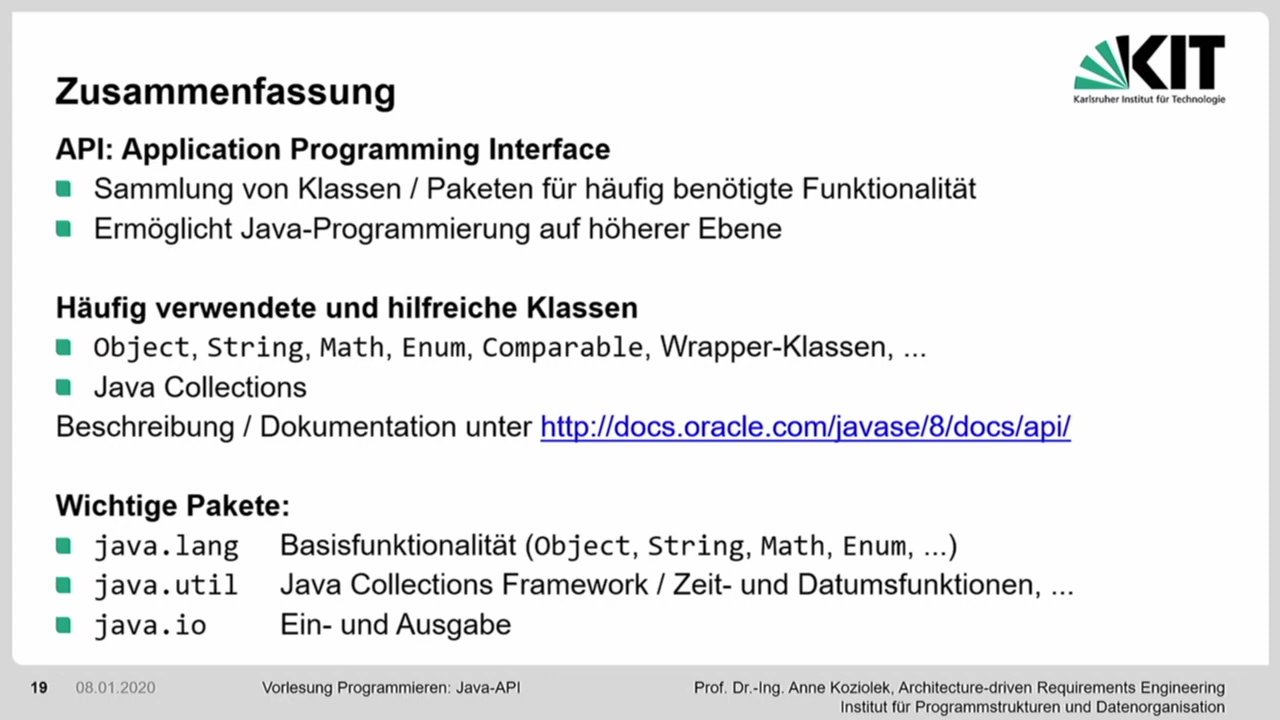 KIT
Karlsruher Institut für Technologie
Zusammenfassung
API: Application Programming Interface
Sammlung von Klassen / Paketen für häufig benötigte Funktionalität
Ermöglicht Java-Programmierung auf höherer Ebene
Häufig verwendete und hilfreiche Klassen
Object, String, Math, Enum, Comparable, Wrapper-Klassen, ...
Java Collections
Beschreibung / Dokumentation unter http://docs.oracle.com/javase/8/docs/api/
Wichtige Pakete:
java.lang Basisfunktionalität (Object, String, Math, Enum, ...)
java.util Java Collections Framework / Zeit- und Datumsfunktionen, ...
java.io Ein- und Ausgabe
19 08.01.2020 Vorlesung Programmieren: Java-API Prof. Dr.-Ing. Anne Koziolek, Architecture-driven Requirements Engineering
Institut für Programmstrukturen und Datenorganisation